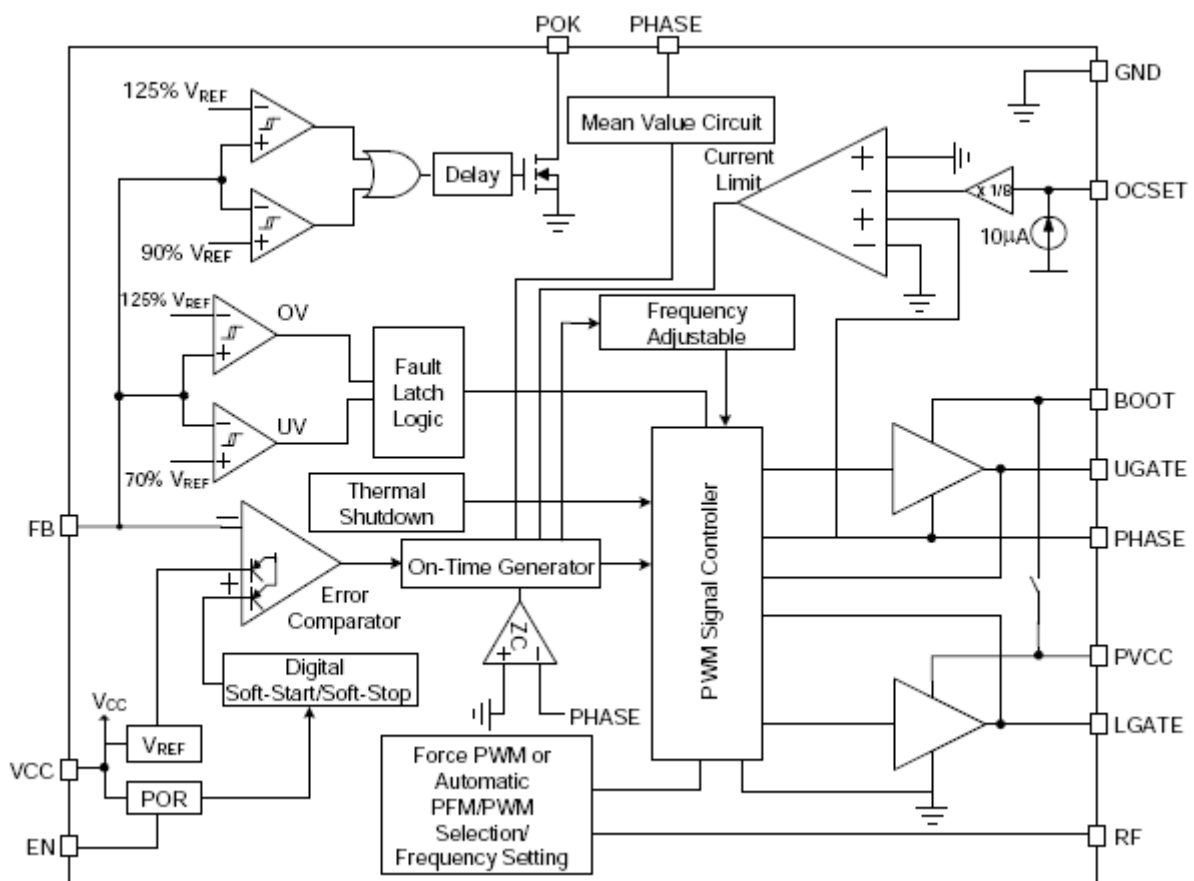 POK
PHASE
GND
125% VREF
−
+
Mean Value Circuit
Current
Limit
+
−
+
−
X 1/8
OCSET
10μA
Delay
−
+
90% VREF
125% VREF
−
+
OV
Fault
Latch
Logic
Frequency
Adjustable
BOOT
−
+
UV
70% VREF
UGATE
Thermal
Shutdown
FB
−
+
Error
Comparator
On-Time Generator
PWM Signal Controller
PHASE
ZC
+
−
PHASE
Digital
Soft-Start/Soft-Stop
PVCC
VCC
VREF
LGATE
VCC
POR
Force PWM or
Automatic
PFM/PWM
Selection/
Frequency Setting
EN
RF